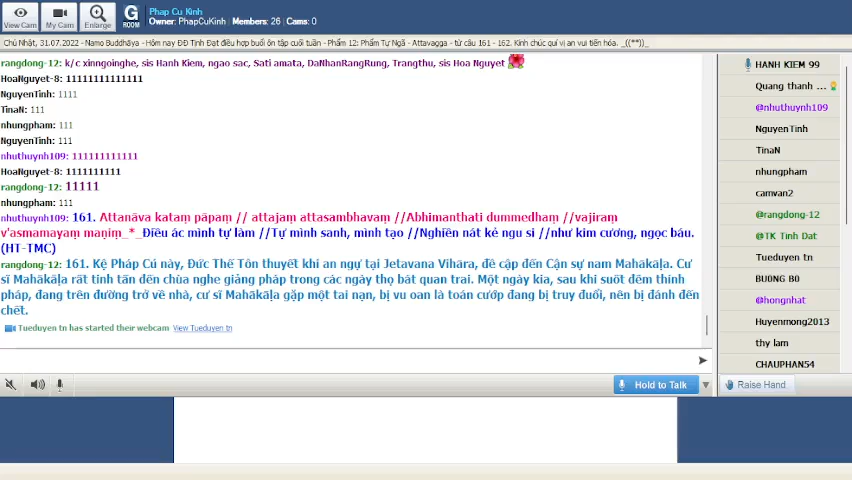 View Cam
My Cam
Enlarge
G
ROOM
Phap Cu Kinh
Owner: PhapCuKinh | Members: 26 | Cams: 0
Chủ Nhật, 31.07.2022 - Namo Buddhāya - Hôm nay ĐĐ Tịnh Đạt điều hợp buổi ôn tập cuối tuần - Phẩm 12: Phẩm Tự Ngã - Attavagga - từ câu 161 - 162. Kính chúc quí vị an vui tiến hóa. _((**))_
rangdong-12: k/c xinngoinghe, sis Hanh Kiem, ngao sac, Sati amata, DaNhanRangRung, Trangthu, sis Hoa Nguyet
HoaNguyet-8: 11111111111111
NguyenTinh: 1111
TinaN: 111
nhungpham: 111
NguyenTinh: 111
nhuthuynh109: 111111111111
HoaNguyet-8: 1111111111
rangdong-12: 11111
nhungpham: 111
nhuthuynh109: 161. Attanāva kataṃ pāpaṃ // attajaṃ attasambhavaṃ //Abhimanthati dummedhaṃ //vajiraṃ
v'asmamayaṃ maṇiṃ_*_Điều ác mình tự làm //Tự mình sanh, mình tạo //Nghiền nát kẻ ngu si //như kim cương, ngọc báu.
(HT-TMC)
rangdong-12: 161. Kệ Pháp Cú này, Đức Thế Tôn thuyết khi an ngự tại Jetavana Vihāra, đề cập đến Cận sự nam Mahākāḷa. Cư
sĩ Mahākāḷa rất tinh tấn đến chùa nghe giảng pháp trong các ngày thọ bát quan trai. Một ngày kia, sau khi suốt đêm thính
pháp, đang trên đường trở về nhà, cư sĩ Mahākāḷa gặp một tai nạn, bị vu oan là toán cướp đang bị truy đuổi, nên bị đánh đến
chết.
Tueduyen tn has started their webcam View Tueduyen tn
Hold to Talk
HANH KIEM 99
Quang thanh ...
@nhuthuynh109
NguyenTinh
TinaN
nhungpham
camvan2
@rangdong-12
@TK Tinh Dat
Tueduyen tn
BU0NG B0
@hongnhat
Huyenmong2013
thy lam
CHAUPHAN54
Raise Hand